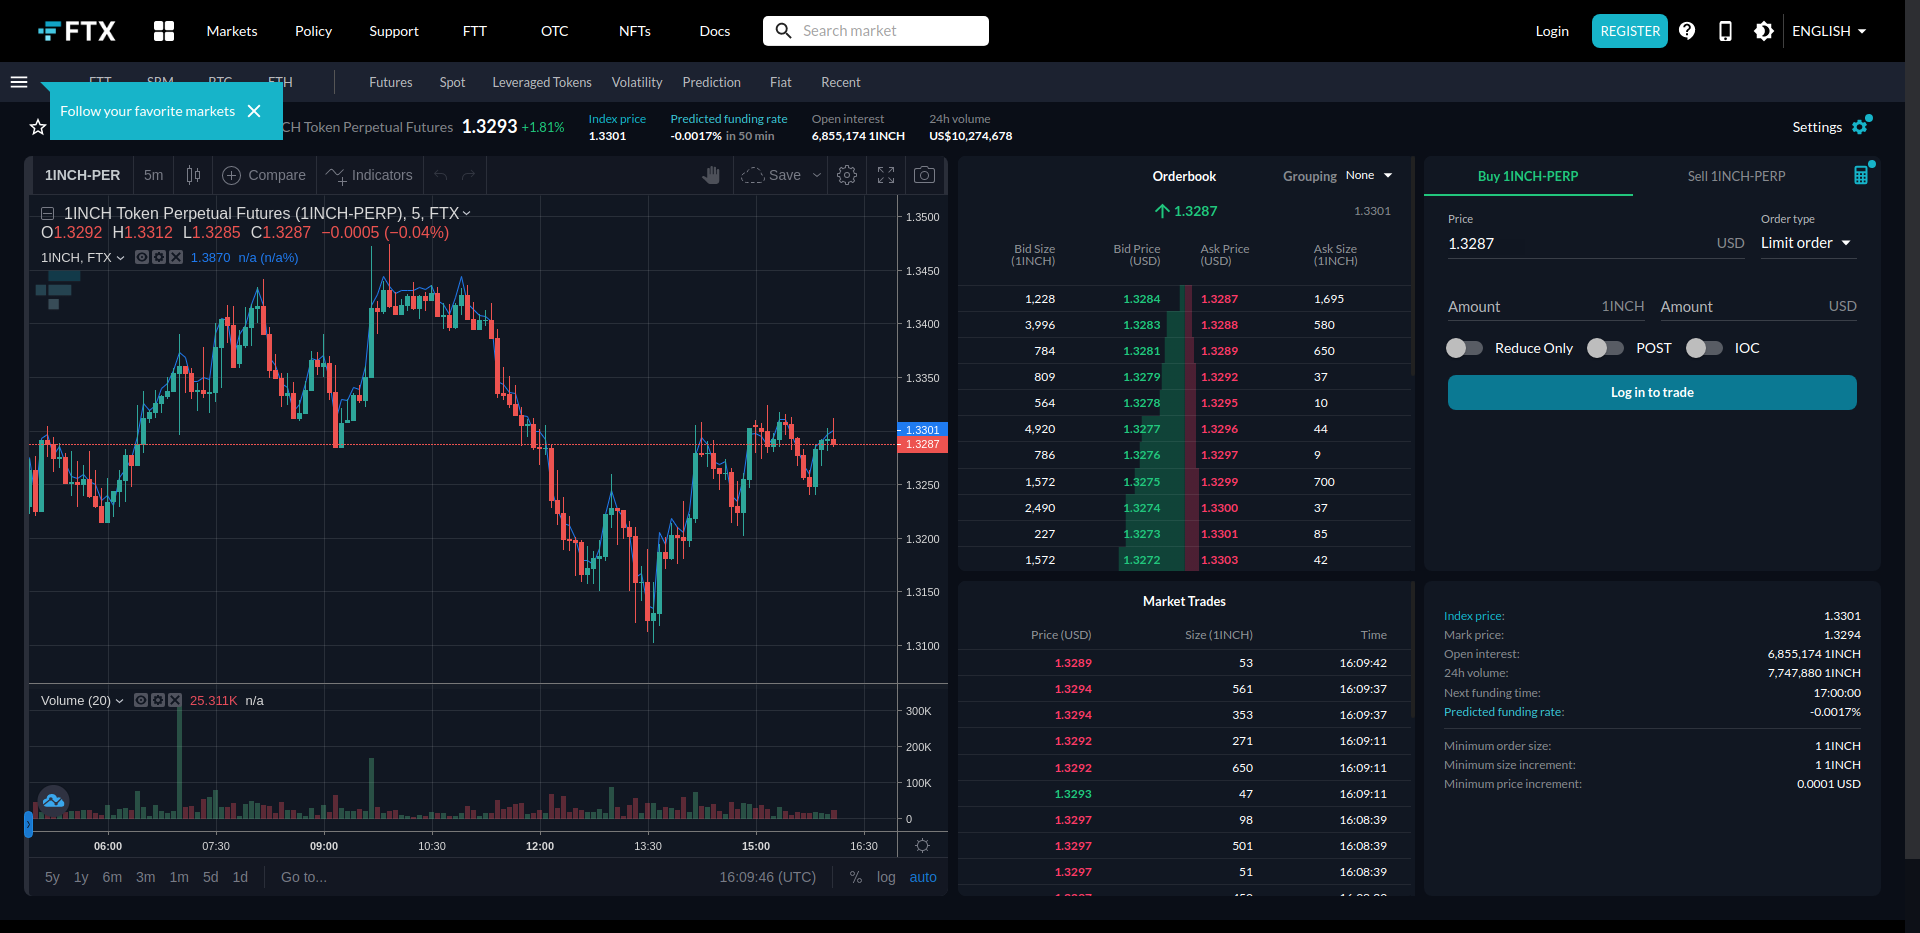 FTX Markets Policy Support FTT OTC NFTs Docs Search market Login REGISTER ENGLISH
Futures Spot Leveraged Tokens Volatility Prediction Fiat Recent
Follow your favorite markets
CH Token Perpetual Futures 1.3293 +1.81%
Index price 1.3301
Predicted funding rate -0.0017% in 50 min
Open interest 6,855,174 1INCH
24h volume US$10,274,678
Settings
1INCH-PER 5m Compare Indicators Save
1INCH Token Perpetual Futures (1INCH-PERP), 5, FTX
O1.3292 H1.3312 L1.3285 C1.3287 −0.0005 (−0.04%)
1INCH, FTX 1.3870 n/a (n/a%)
1.3500
1.3450
1.3400
1.3350
1.3301
1.3287
1.3250
1.3200
1.3150
1.3100
Volume (20) 25.311K n/a
300K
200K
100K
0
06:00 07:30 09:00 10:30 12:00 13:30 15:00 16:30
5y 1y 6m 3m 1m 5d 1d Go to... 16:09:46 (UTC) % log auto
Orderbook Grouping None
1.3287 1.3301
Bid Size Bid Price Ask Price Ask Size
(1INCH) (USD) (USD) (1INCH)
1,228 1.3284 1.3287 1,695
3,996 1.3283 1.3288 580
784 1.3281 1.3289 650
809 1.3279 1.3292 37
564 1.3278 1.3295 10
4,920 1.3277 1.3296 44
786 1.3276 1.3297 9
1,572 1.3275 1.3299 700
2,490 1.3274 1.3300 37
227 1.3273 1.3301 85
1,572 1.3272 1.3303 42
Market Trades
Price (USD) Size (1INCH) Time
1.3289 53 16:09:42
1.3294 561 16:09:37
1.3294 353 16:09:37
1.3292 271 16:09:11
1.3292 650 16:09:11
1.3293 47 16:09:11
1.3297 98 16:08:39
1.3297 501 16:08:39
1.3297 51 16:08:39
Buy 1INCH-PERP Sell 1INCH-PERP
Price Order type
1.3287 USD Limit order
Amount 1INCH Amount USD
Reduce Only POST IOC
Log in to trade
Index price: 1.3301
Mark price: 1.3294
Open interest: 6,855,174 1INCH
24h volume: 7,747,880 1INCH
Next funding time: 17:00:00
Predicted funding rate: -0.0017%
Minimum order size: 1 1INCH
Minimum size increment: 1 1INCH
Minimum price increment: 0.0001 USD